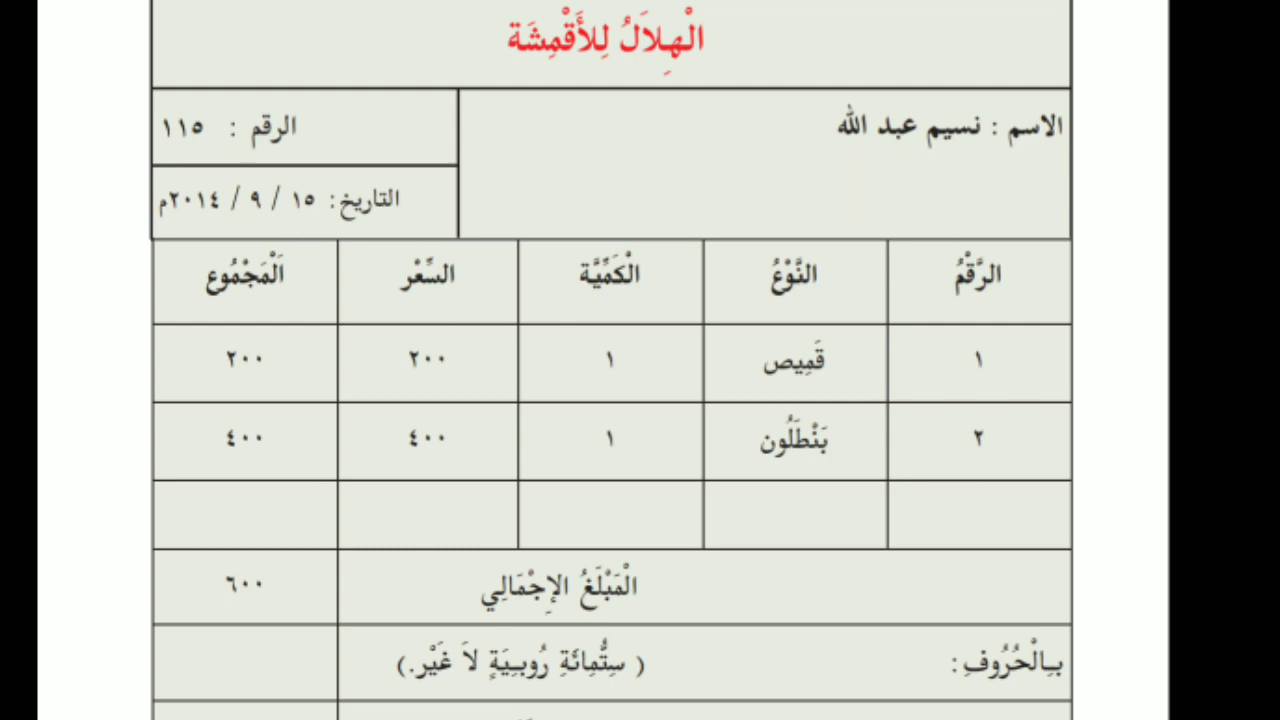 الْهِلَالُ لِلأَقْمِشَة
الاسم : نسيم عبد الله
الرقم : ١١٥
التاريخ: ١٥ / ٩ / ٢٠١٤م
الرَّقْمُ النَّوْعُ الْكَمِّيَّة السِّعْر اَلْمَجْمُوع
١ قَمِيص ١ ٢٠٠ ٢٠٠
٢ بَنْطَلُون ١ ٤٠٠ ٤٠٠
الْمَبْلَغُ الإِجْمَالِي ٦٠٠
بِالْحُرُوفِ: ( سِتُّمِائَةِ رُوبِيَةٍ لاَ غَيْر.)